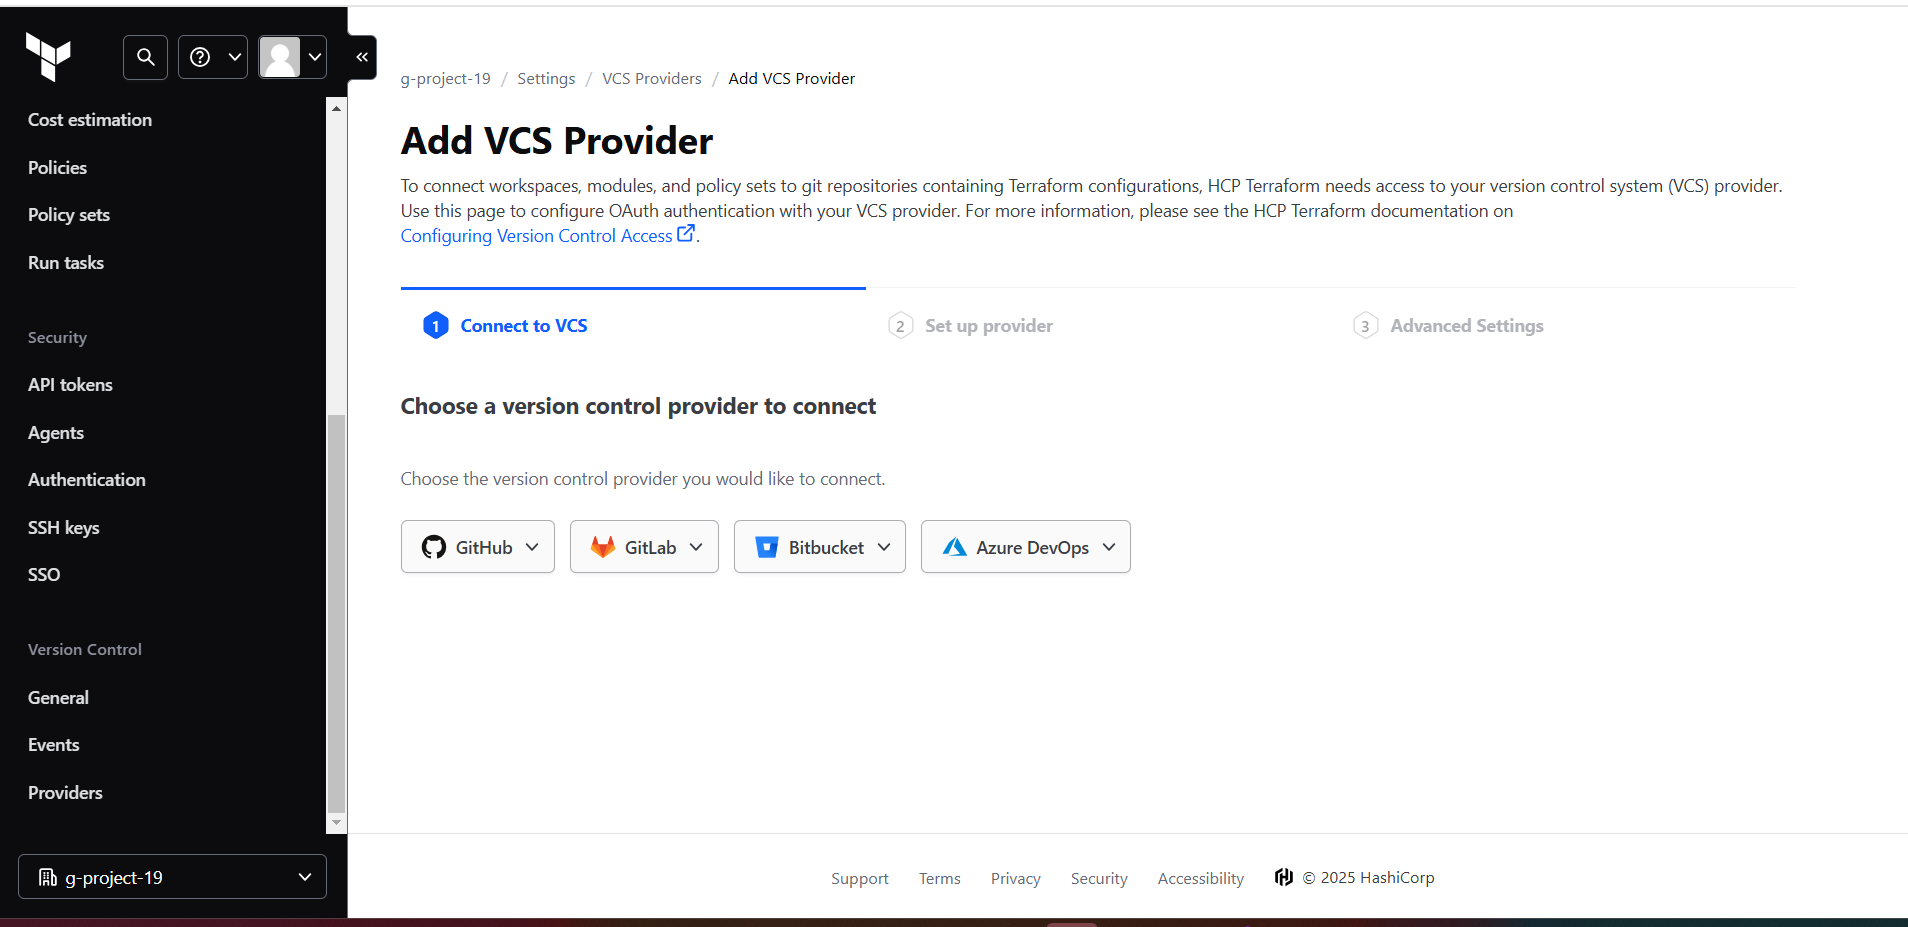 Cost estimation
Policies
Policy sets
Run tasks
Security
API tokens
Agents
Authentication
SSH keys
SSO
Version Control
General
Events
Providers
g-project-19
g-project-19 / Settings / VCS Providers / Add VCS Provider
Add VCS Provider
To connect workspaces, modules, and policy sets to git repositories containing Terraform configurations, HCP Terraform needs access to your version control system (VCS) provider.
Use this page to configure OAuth authentication with your VCS provider. For more information, please see the HCP Terraform documentation on
Configuring Version Control Access.
1 Connect to VCS
2 Set up provider
3 Advanced Settings
Choose a version control provider to connect
Choose the version control provider you would like to connect.
GitHub
GitLab
Bitbucket
Azure DevOps
Support Terms Privacy Security Accessibility © 2025 HashiCorp